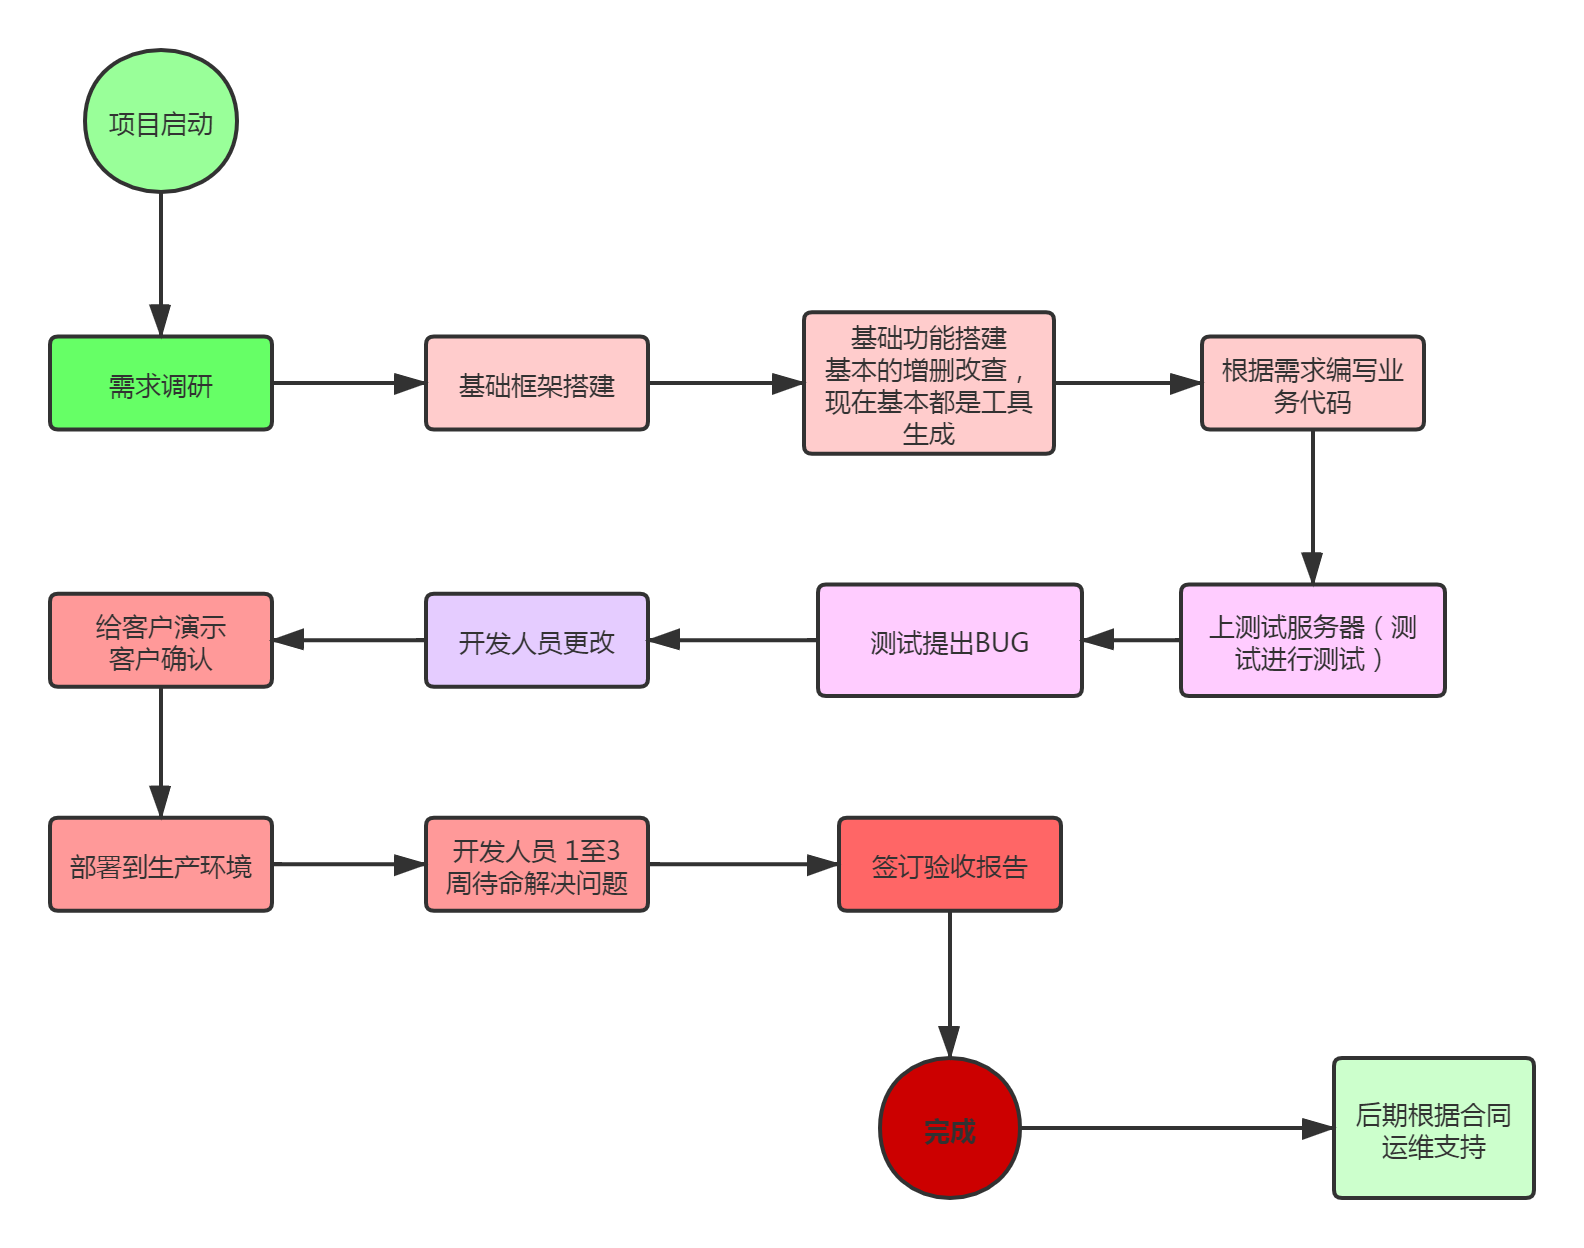 项目启动
需求调研
基础框架搭建
基础功能搭建
基本的增删改查，
现在基本都是工具
生成
根据需求编写业
务代码
上测试服务器（测
试进行测试）
测试提出BUG
开发人员更改
给客户演示
客户确认
部署到生产环境
开发人员 1至3
周待命解决问题
签订验收报告
完成
后期根据合同
运维支持